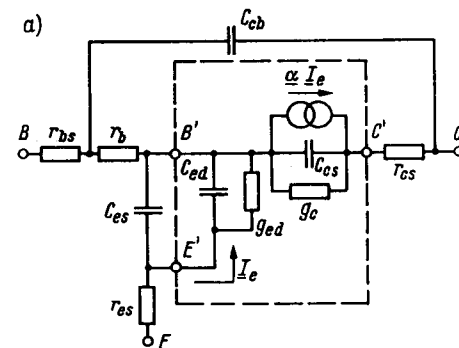 a)
C_cb
α I_e
B
r_bs
r_b
B'
C_cs
C'
r_cs
C
C_es
C_ed
g_ed
g_c
E'
I_e
r_es
E